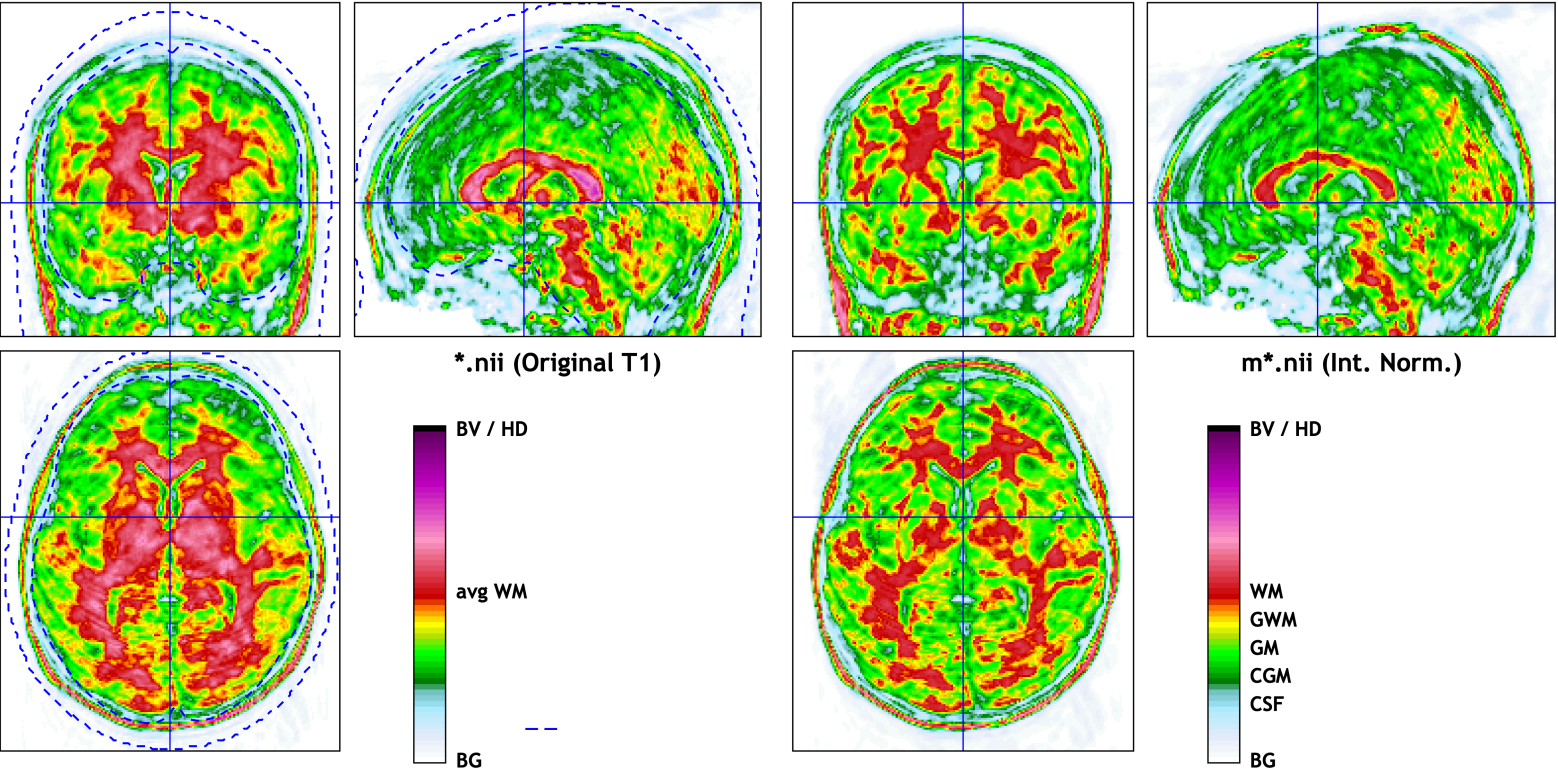 *.nii (Original T1)
BV / HD
avg WM
BG
m*.nii (Int. Norm.)
BV / HD
WM
GWM
GM
CGM
CSF
BG